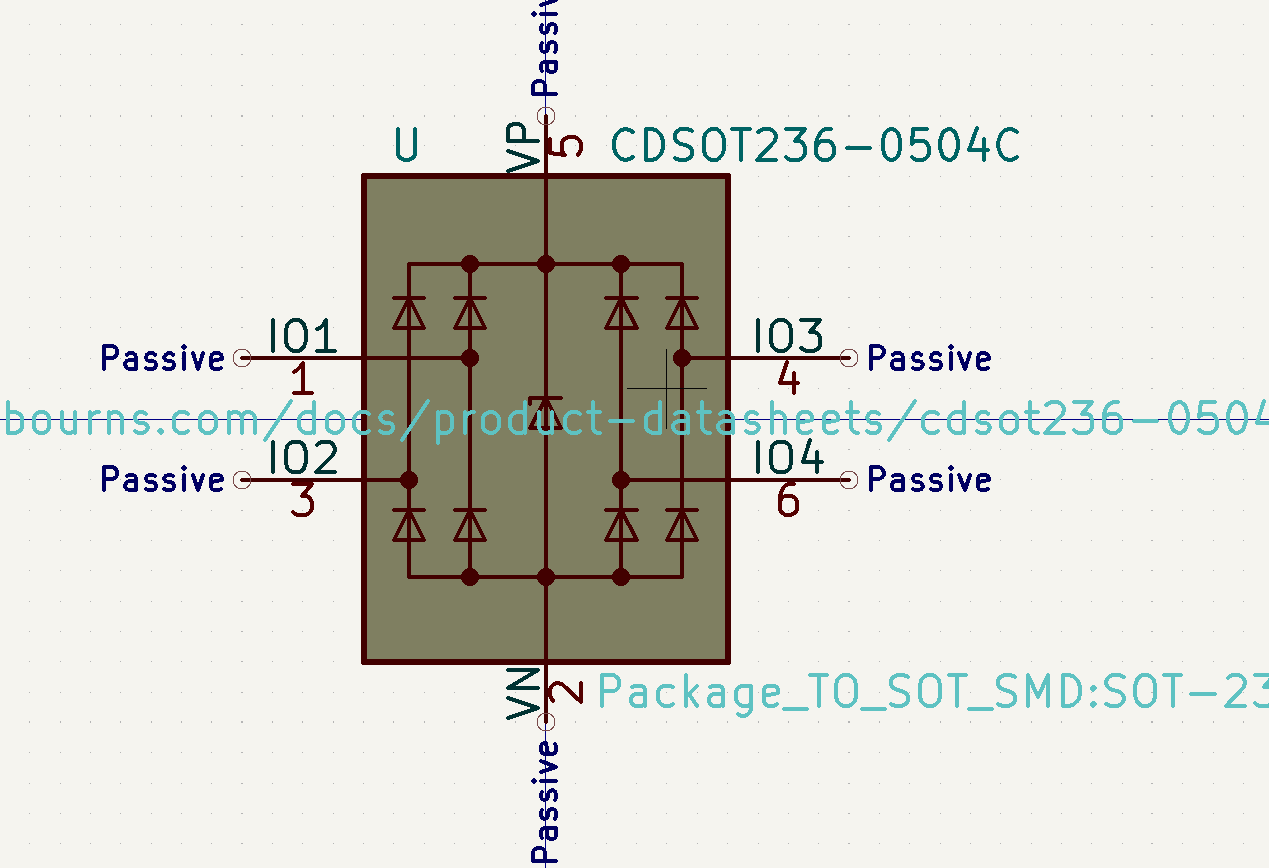 Passiv
U
VP
5
CDSOT236-0504C
Passive
IO1
1
IO3
4
Passive
bourns.com/docs/product-datasheets/cdsot236-0504
Passive
IO2
3
IO4
6
Passive
VN
2
Package_TO_SOT_SMD:SOT-23
Passive